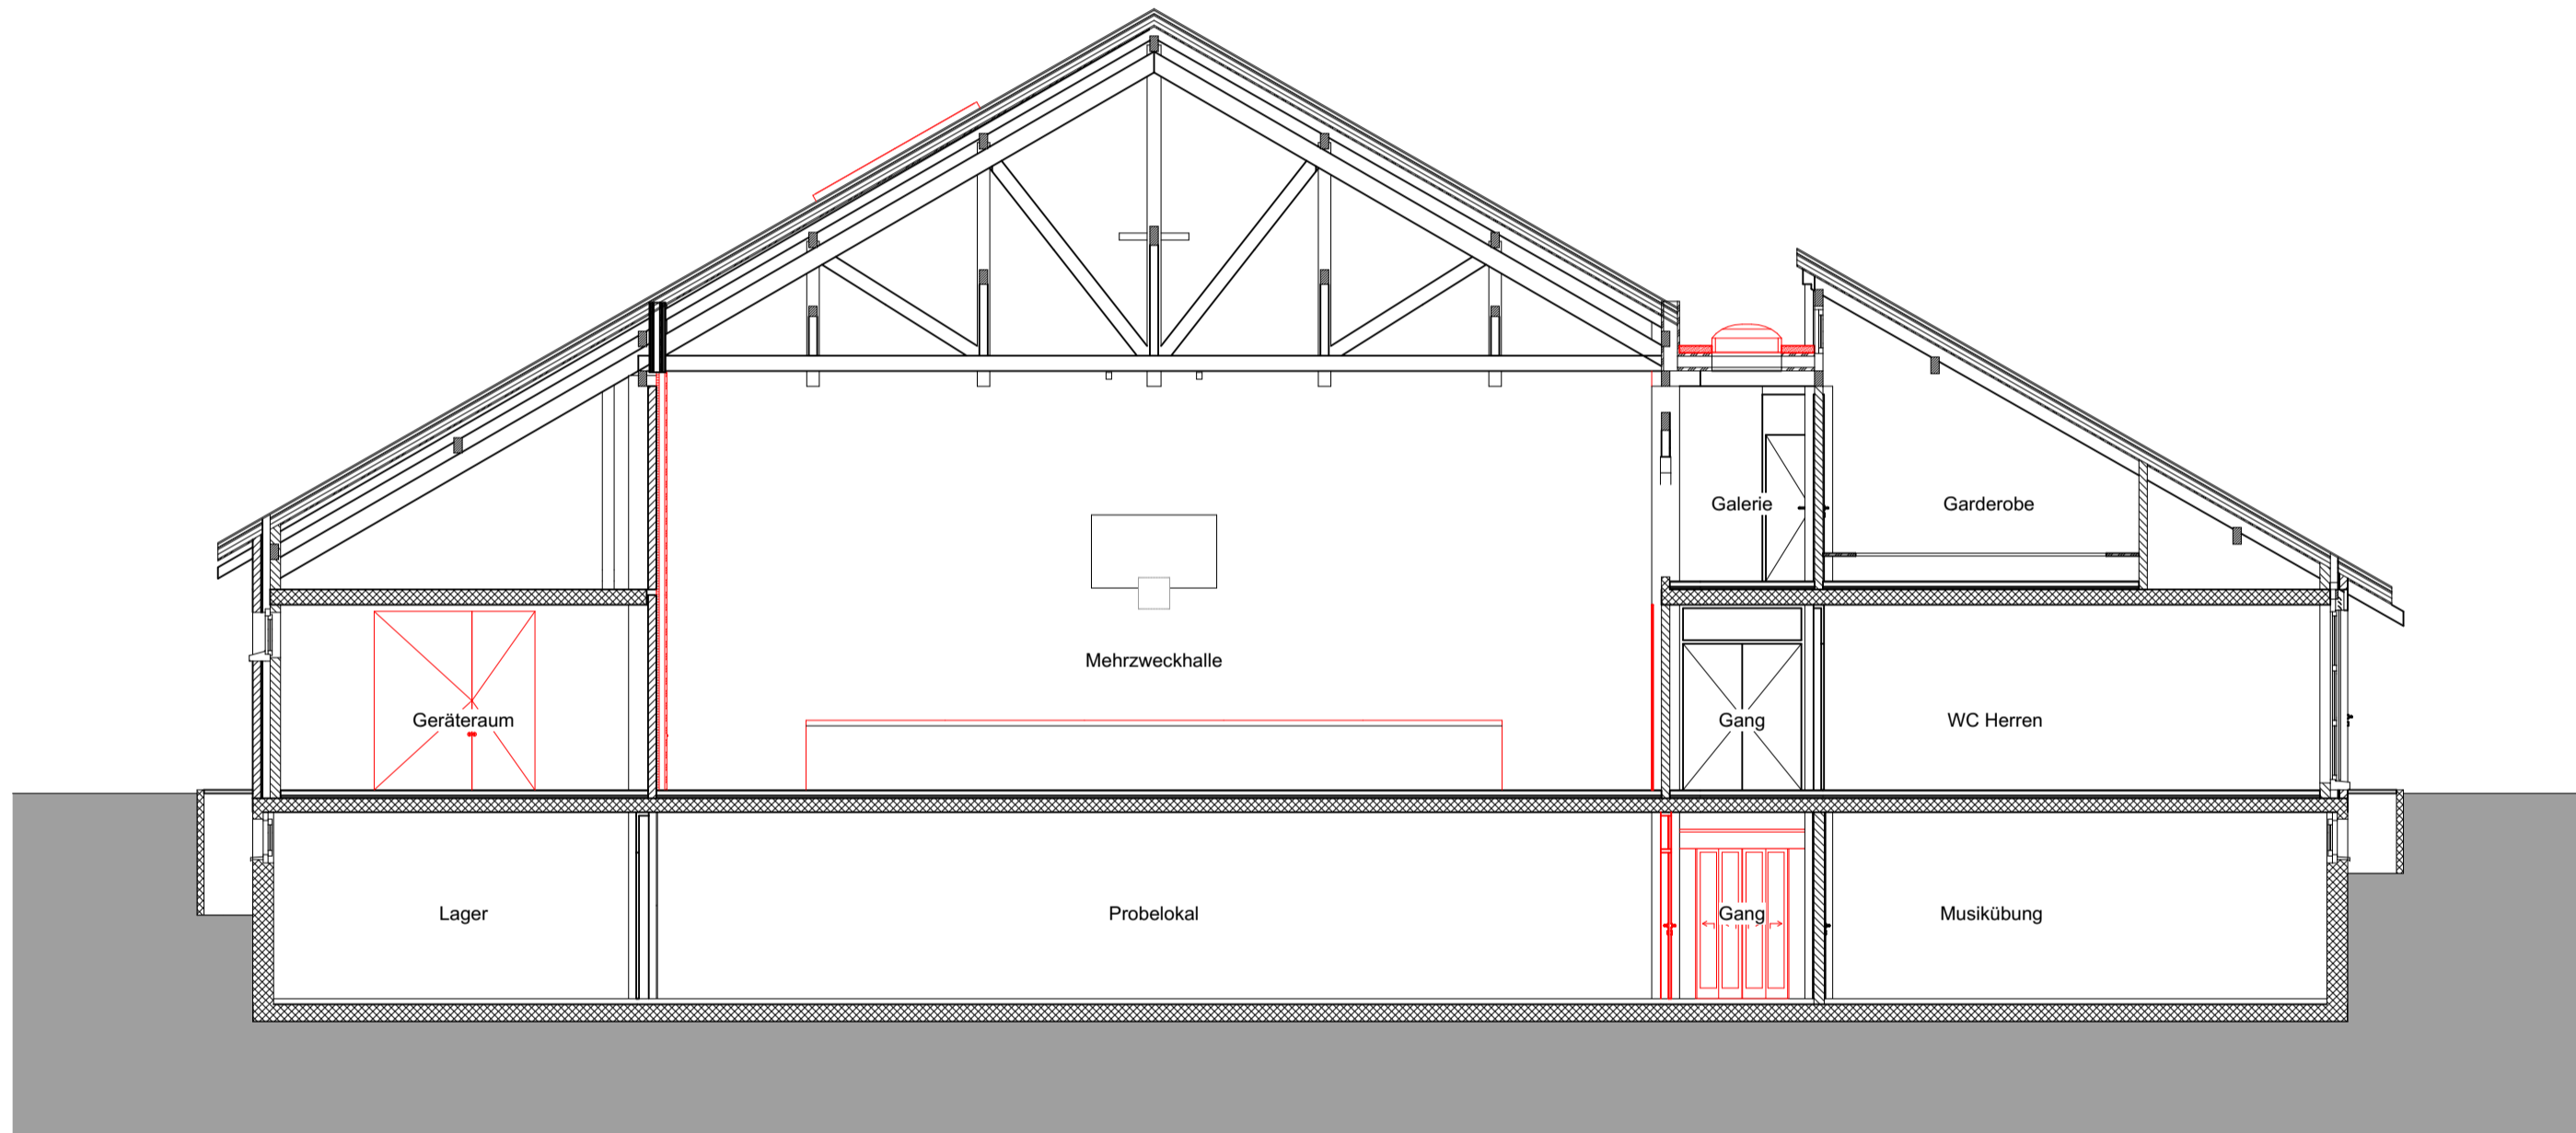 Galerie
Garderobe
Mehrzweckhalle
Geräteraum
Gang
WC Herren
Lager
Probelokal
Gang
Musikübung